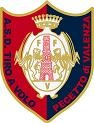 A.S.D. TIRO A VOLO
PECETTO di VALENZA